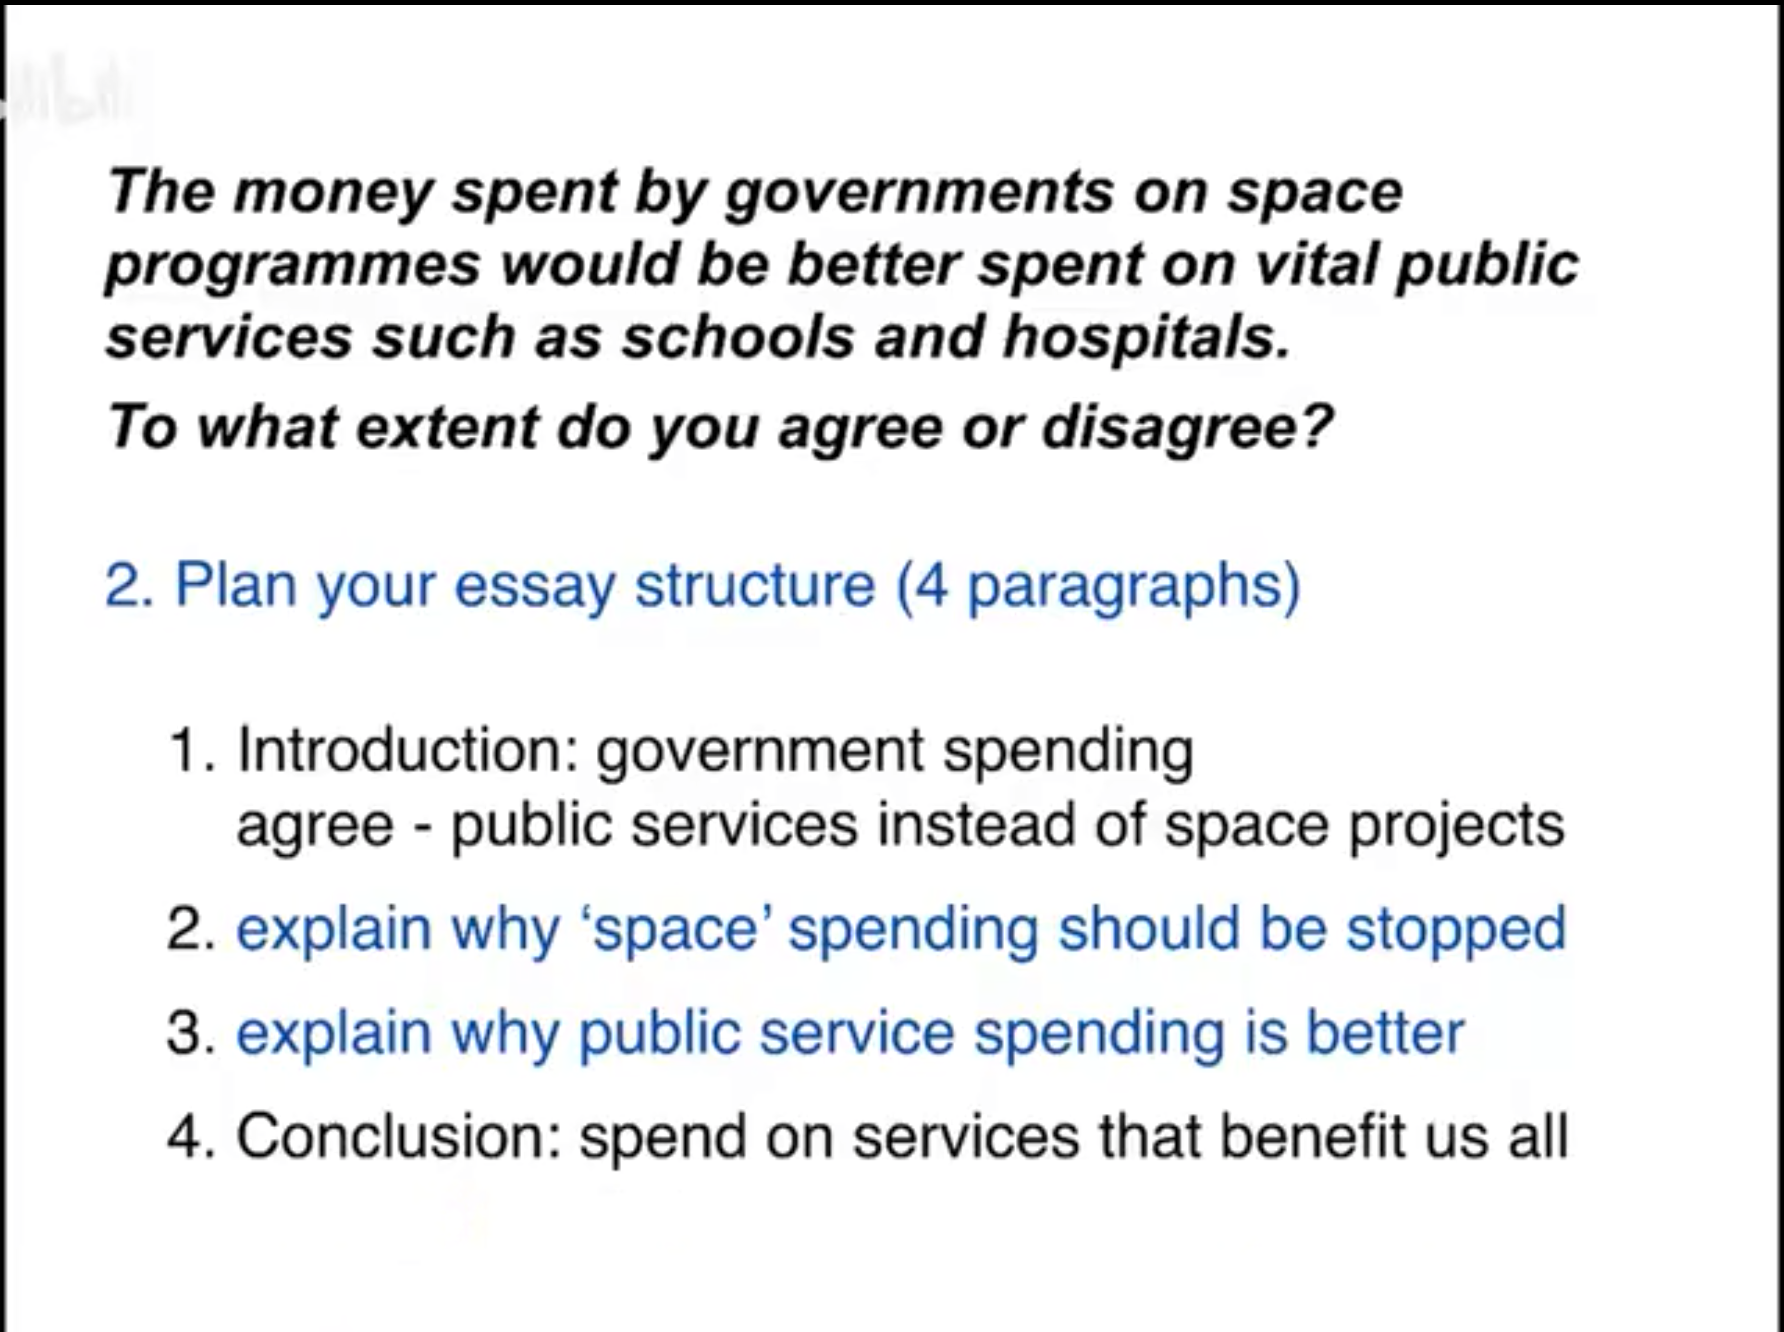 The money spent by governments on space
programmes would be better spent on vital public
services such as schools and hospitals.
To what extent do you agree or disagree?
2. Plan your essay structure (4 paragraphs)
1. Introduction: government spending
agree - public services instead of space projects
2. explain why ‘space’ spending should be stopped
3. explain why public service spending is better
4. Conclusion: spend on services that benefit us all